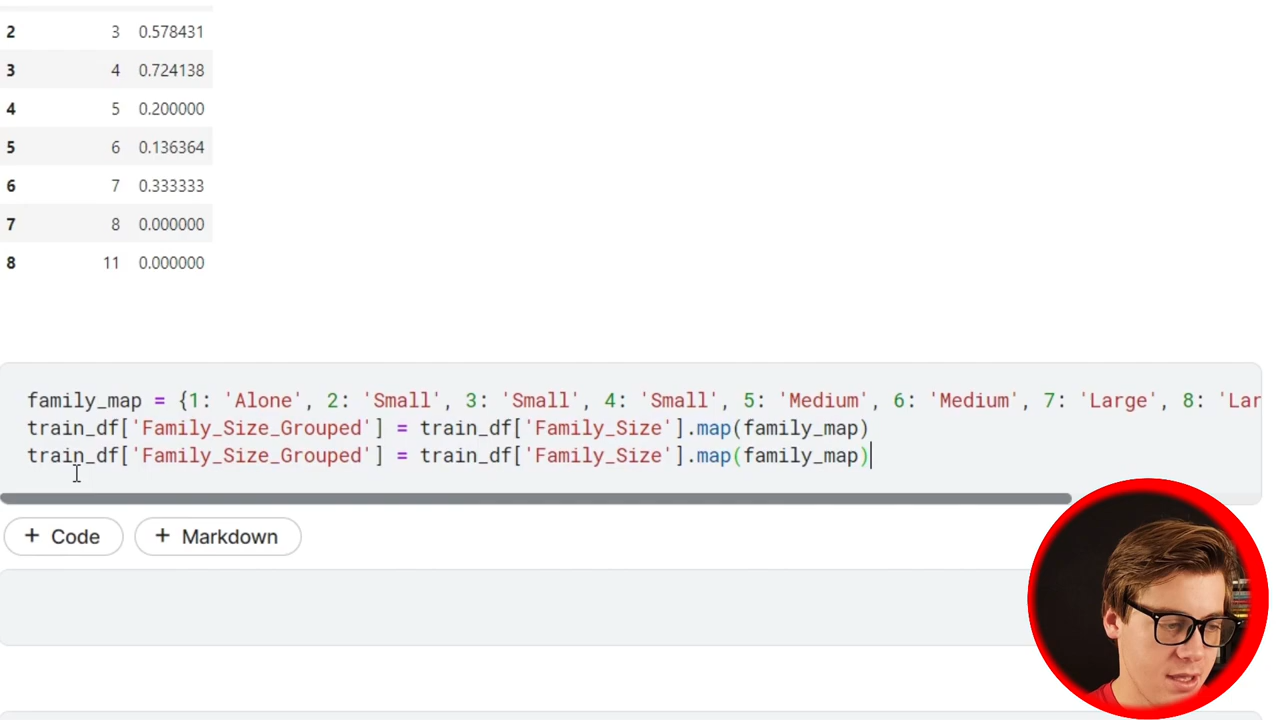 2 3 0.578431
3 4 0.724138
4 5 0.200000
5 6 0.136364
6 7 0.333333
7 8 0.000000
8 11 0.000000
family_map = {1: 'Alone', 2: 'Small', 3: 'Small', 4: 'Small', 5: 'Medium', 6: 'Medium', 7: 'Large', 8: 'Lar
train_df['Family_Size_Grouped'] = train_df['Family_Size'].map(family_map)
train_df['Family_Size_Grouped'] = train_df['Family_Size'].map(family_map)
+ Code + Markdown